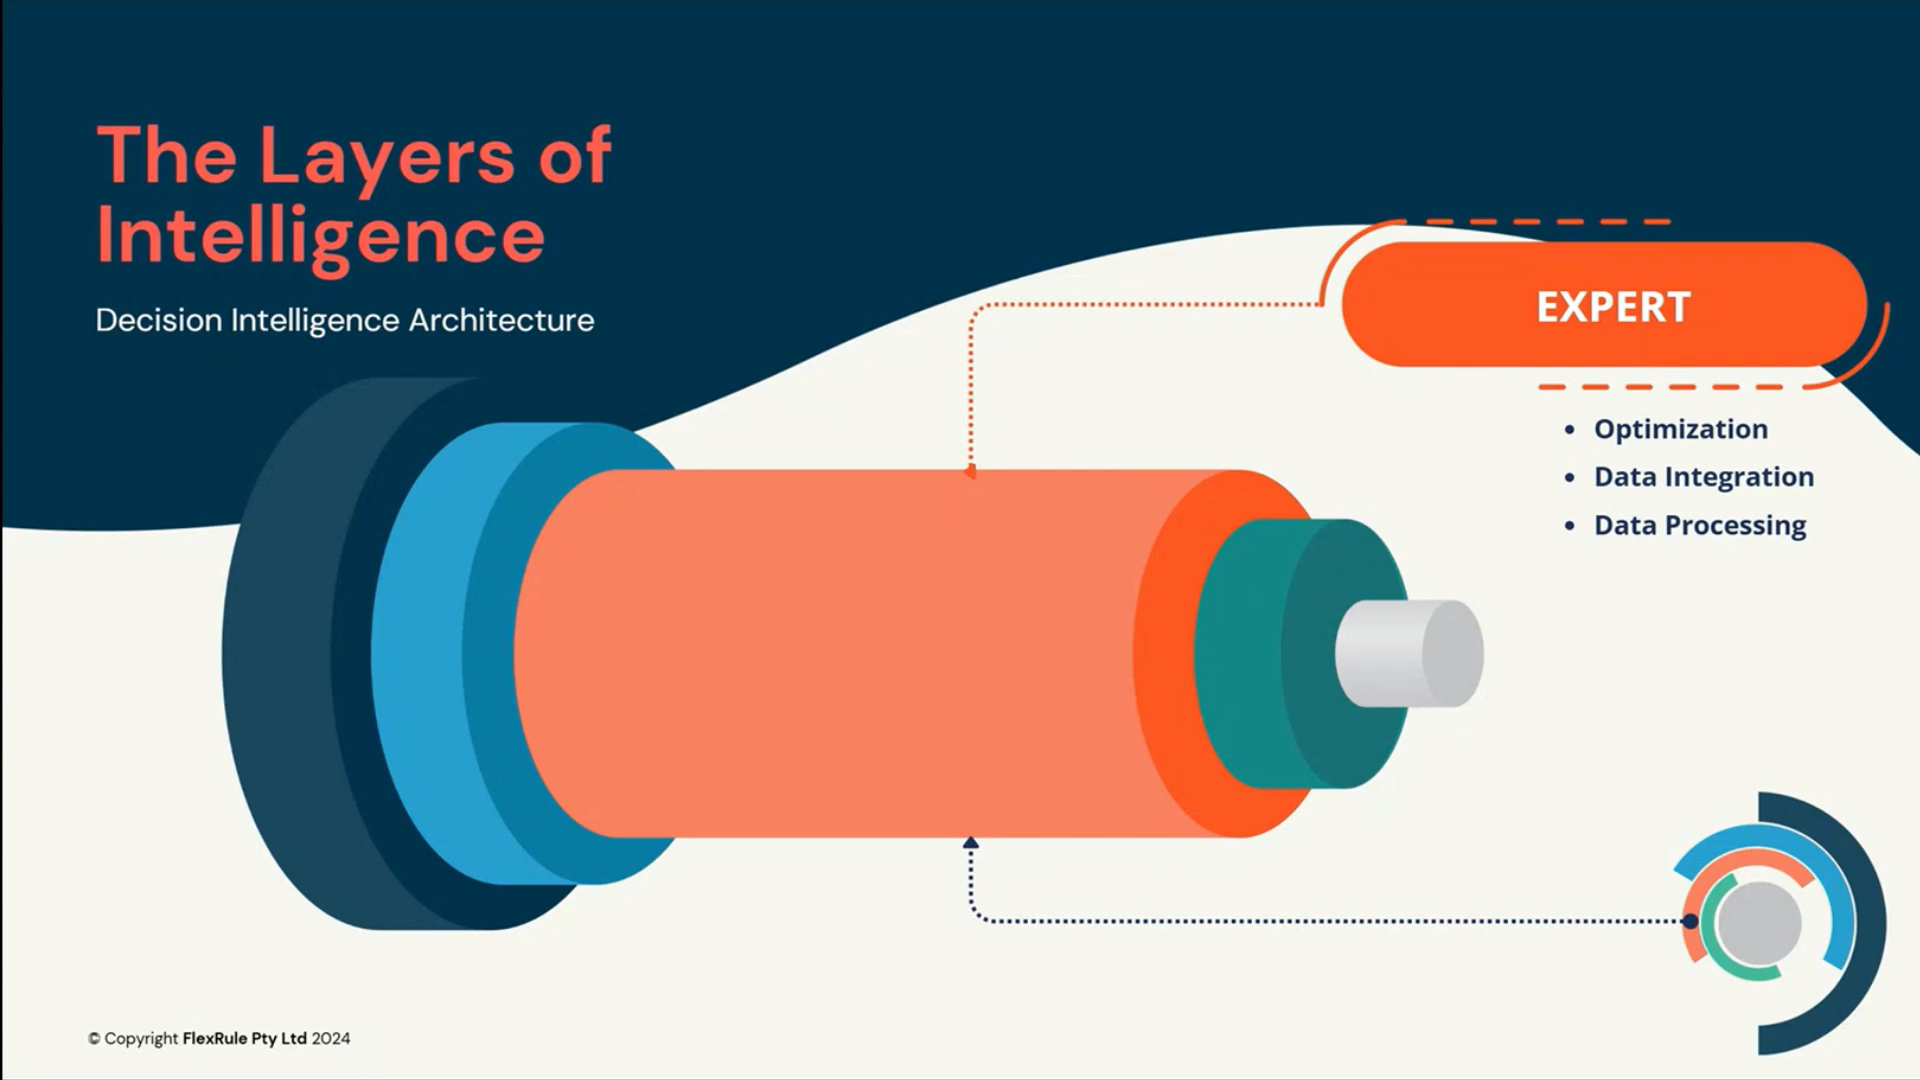 The Layers of
Intelligence
Decision Intelligence Architecture
EXPERT
• Optimization
• Data Integration
• Data Processing
© Copyright FlexRule Pty Ltd 2024